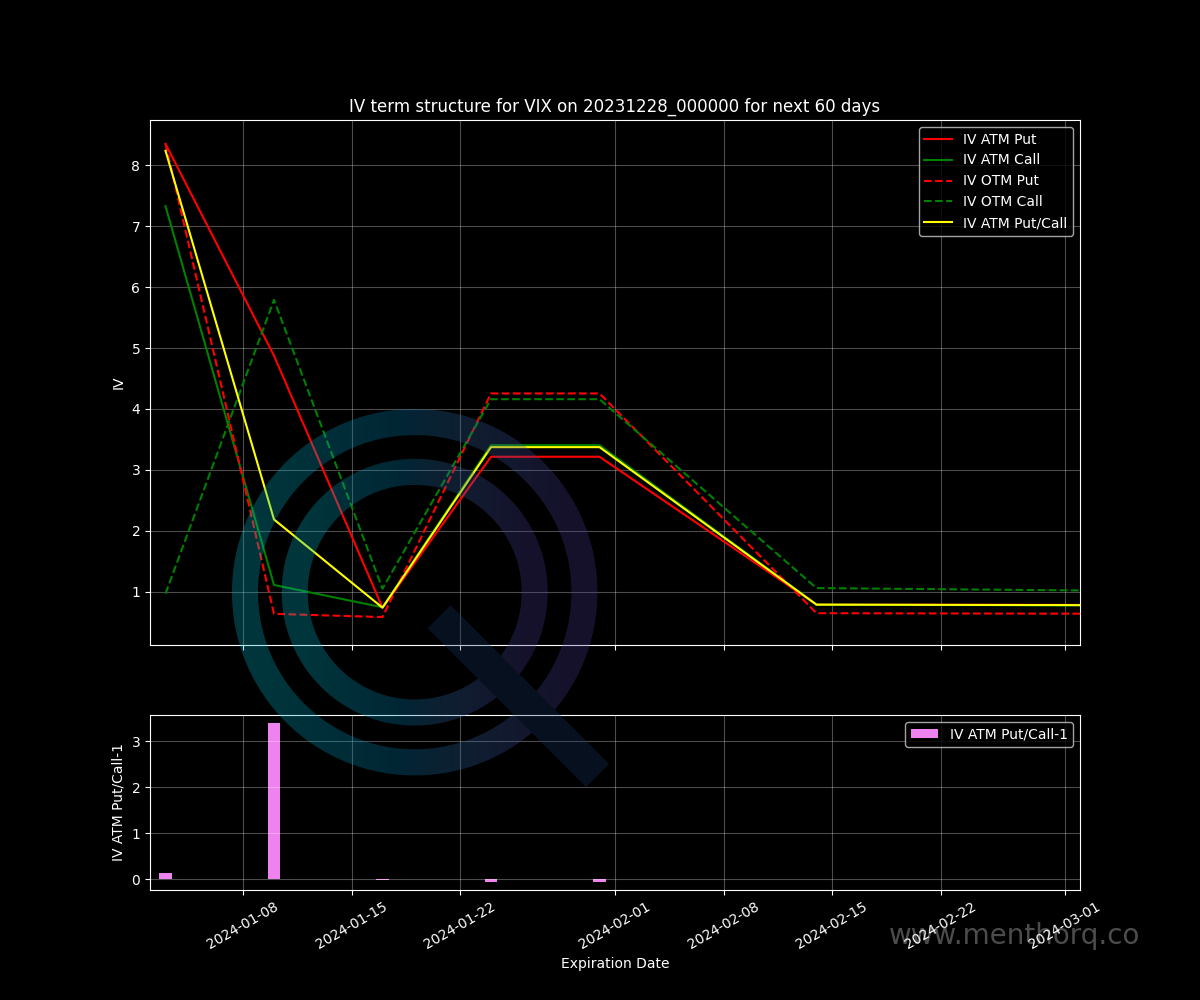 IV term structure for VIX on 20231228_000000 for next 60 days
IV ATM Put
IV ATM Call
IV OTM Put
IV OTM Call
IV ATM Put/Call
8
7
6
5
4
3
2
1
IV
IV ATM Put/Call-1
3
2
1
0
IV ATM Put/Call-1
2024-01-08
2024-01-15
2024-01-22
2024-02-01
2024-02-08
2024-02-15
2024-02-22
2024-03-01
www.menthorq.co
Expiration Date